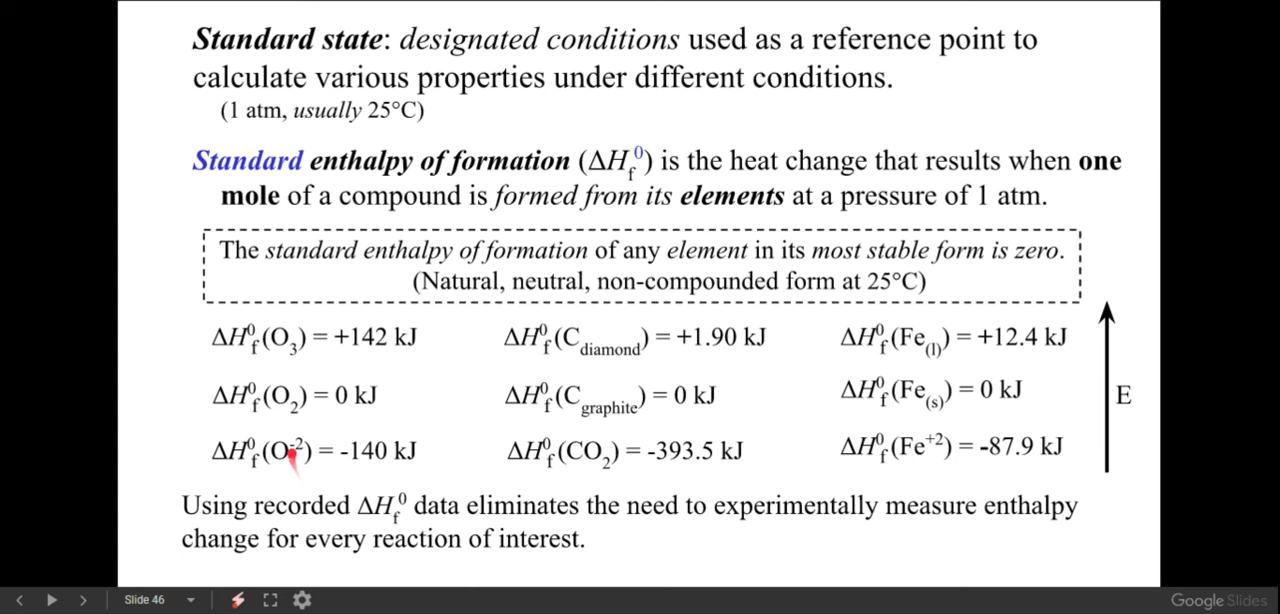 Standard state: designated conditions used as a reference point to
calculate various properties under different conditions.
(1 atm, usually 25°C)
Standard enthalpy of formation (ΔHf⁰) is the heat change that results when one
mole of a compound is formed from its elements at a pressure of 1 atm.
The standard enthalpy of formation of any element in its most stable form is zero.
(Natural, neutral, non-compounded form at 25°C)
ΔH⁰f(O₃) = +142 kJ ΔH⁰f(C diamond) = +1.90 kJ ΔH⁰f(Fe(l)) = +12.4 kJ
ΔH⁰f(O₂) = 0 kJ ΔH⁰f(C graphite) = 0 kJ ΔH⁰f(Fe(s)) = 0 kJ E
ΔH⁰f(O⁻²) = -140 kJ ΔH⁰f(CO₂) = -393.5 kJ ΔH⁰f(Fe⁺²) = -87.9 kJ
Using recorded ΔHf⁰ data eliminates the need to experimentally measure enthalpy
change for every reaction of interest.
Slide 46
Google Slides